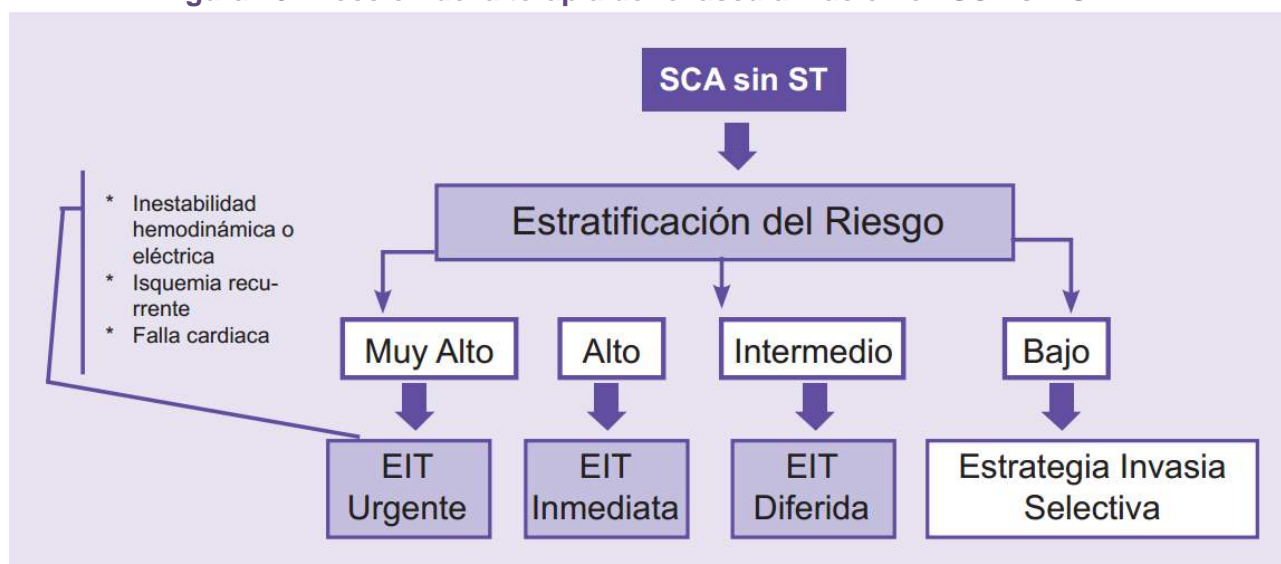 SCA sin ST
Estratificación del Riesgo
* Inestabilidad
hemodinámica o
eléctrica
* Isquemia recu-
rrente
* Falla cardiaca
Muy Alto
Alto
Intermedio
Bajo
EIT
Urgente
EIT
Inmediata
EIT
Diferida
Estrategia Invasia
Selectiva